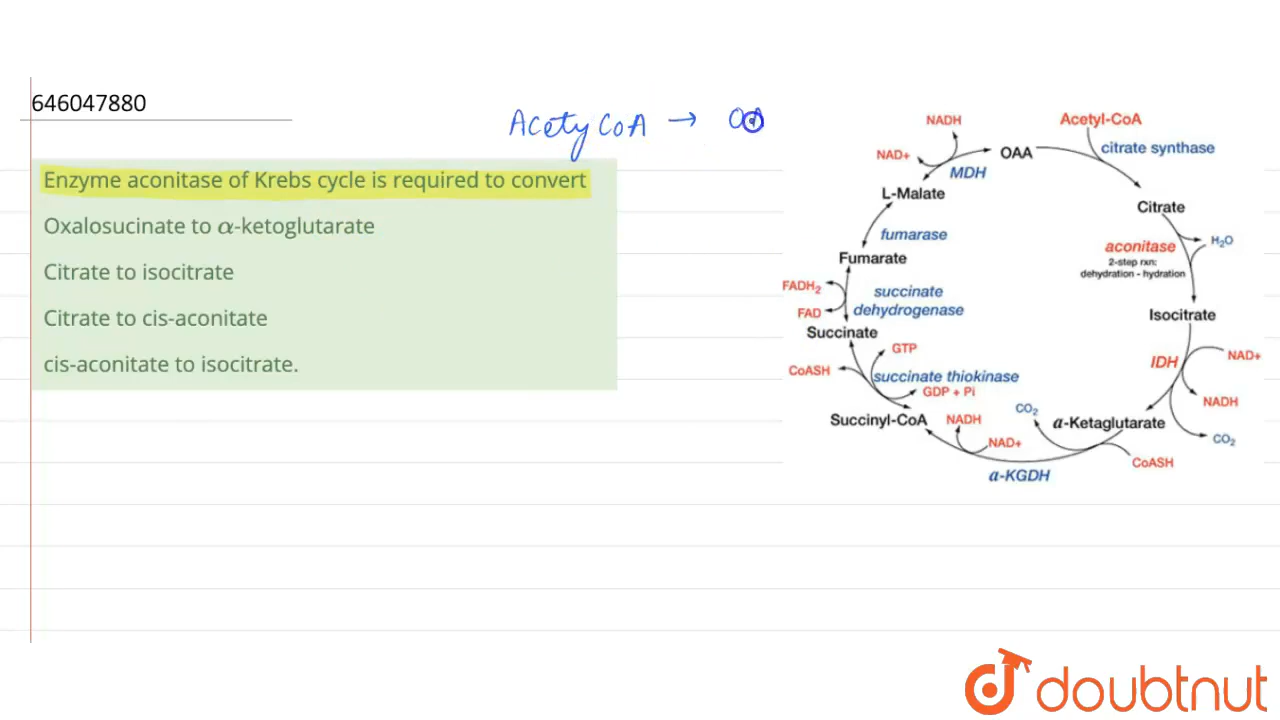 646047880
Acety CoA → OA
Enzyme aconitase of Krebs cycle is required to convert
Oxalosucinate to α-ketoglutarate
Citrate to isocitrate
Citrate to cis-aconitate
cis-aconitate to isocitrate.
NADH
Acetyl-CoA
NAD+
OAA
citrate synthase
MDH
L-Malate
Citrate
fumarase
H₂O
aconitase
2-step rxn:
dehydration - hydration
Fumarate
FADH₂
succinate
dehydrogenase
FAD
Isocitrate
Succinate
GTP
IDH
NAD+
CoASH
succinate thiokinase
GDP + Pi
NADH
CO₂
Succinyl-CoA
NADH
α-Ketaglutarate
NAD+
CO₂
CoASH
α-KGDH
doubtnut